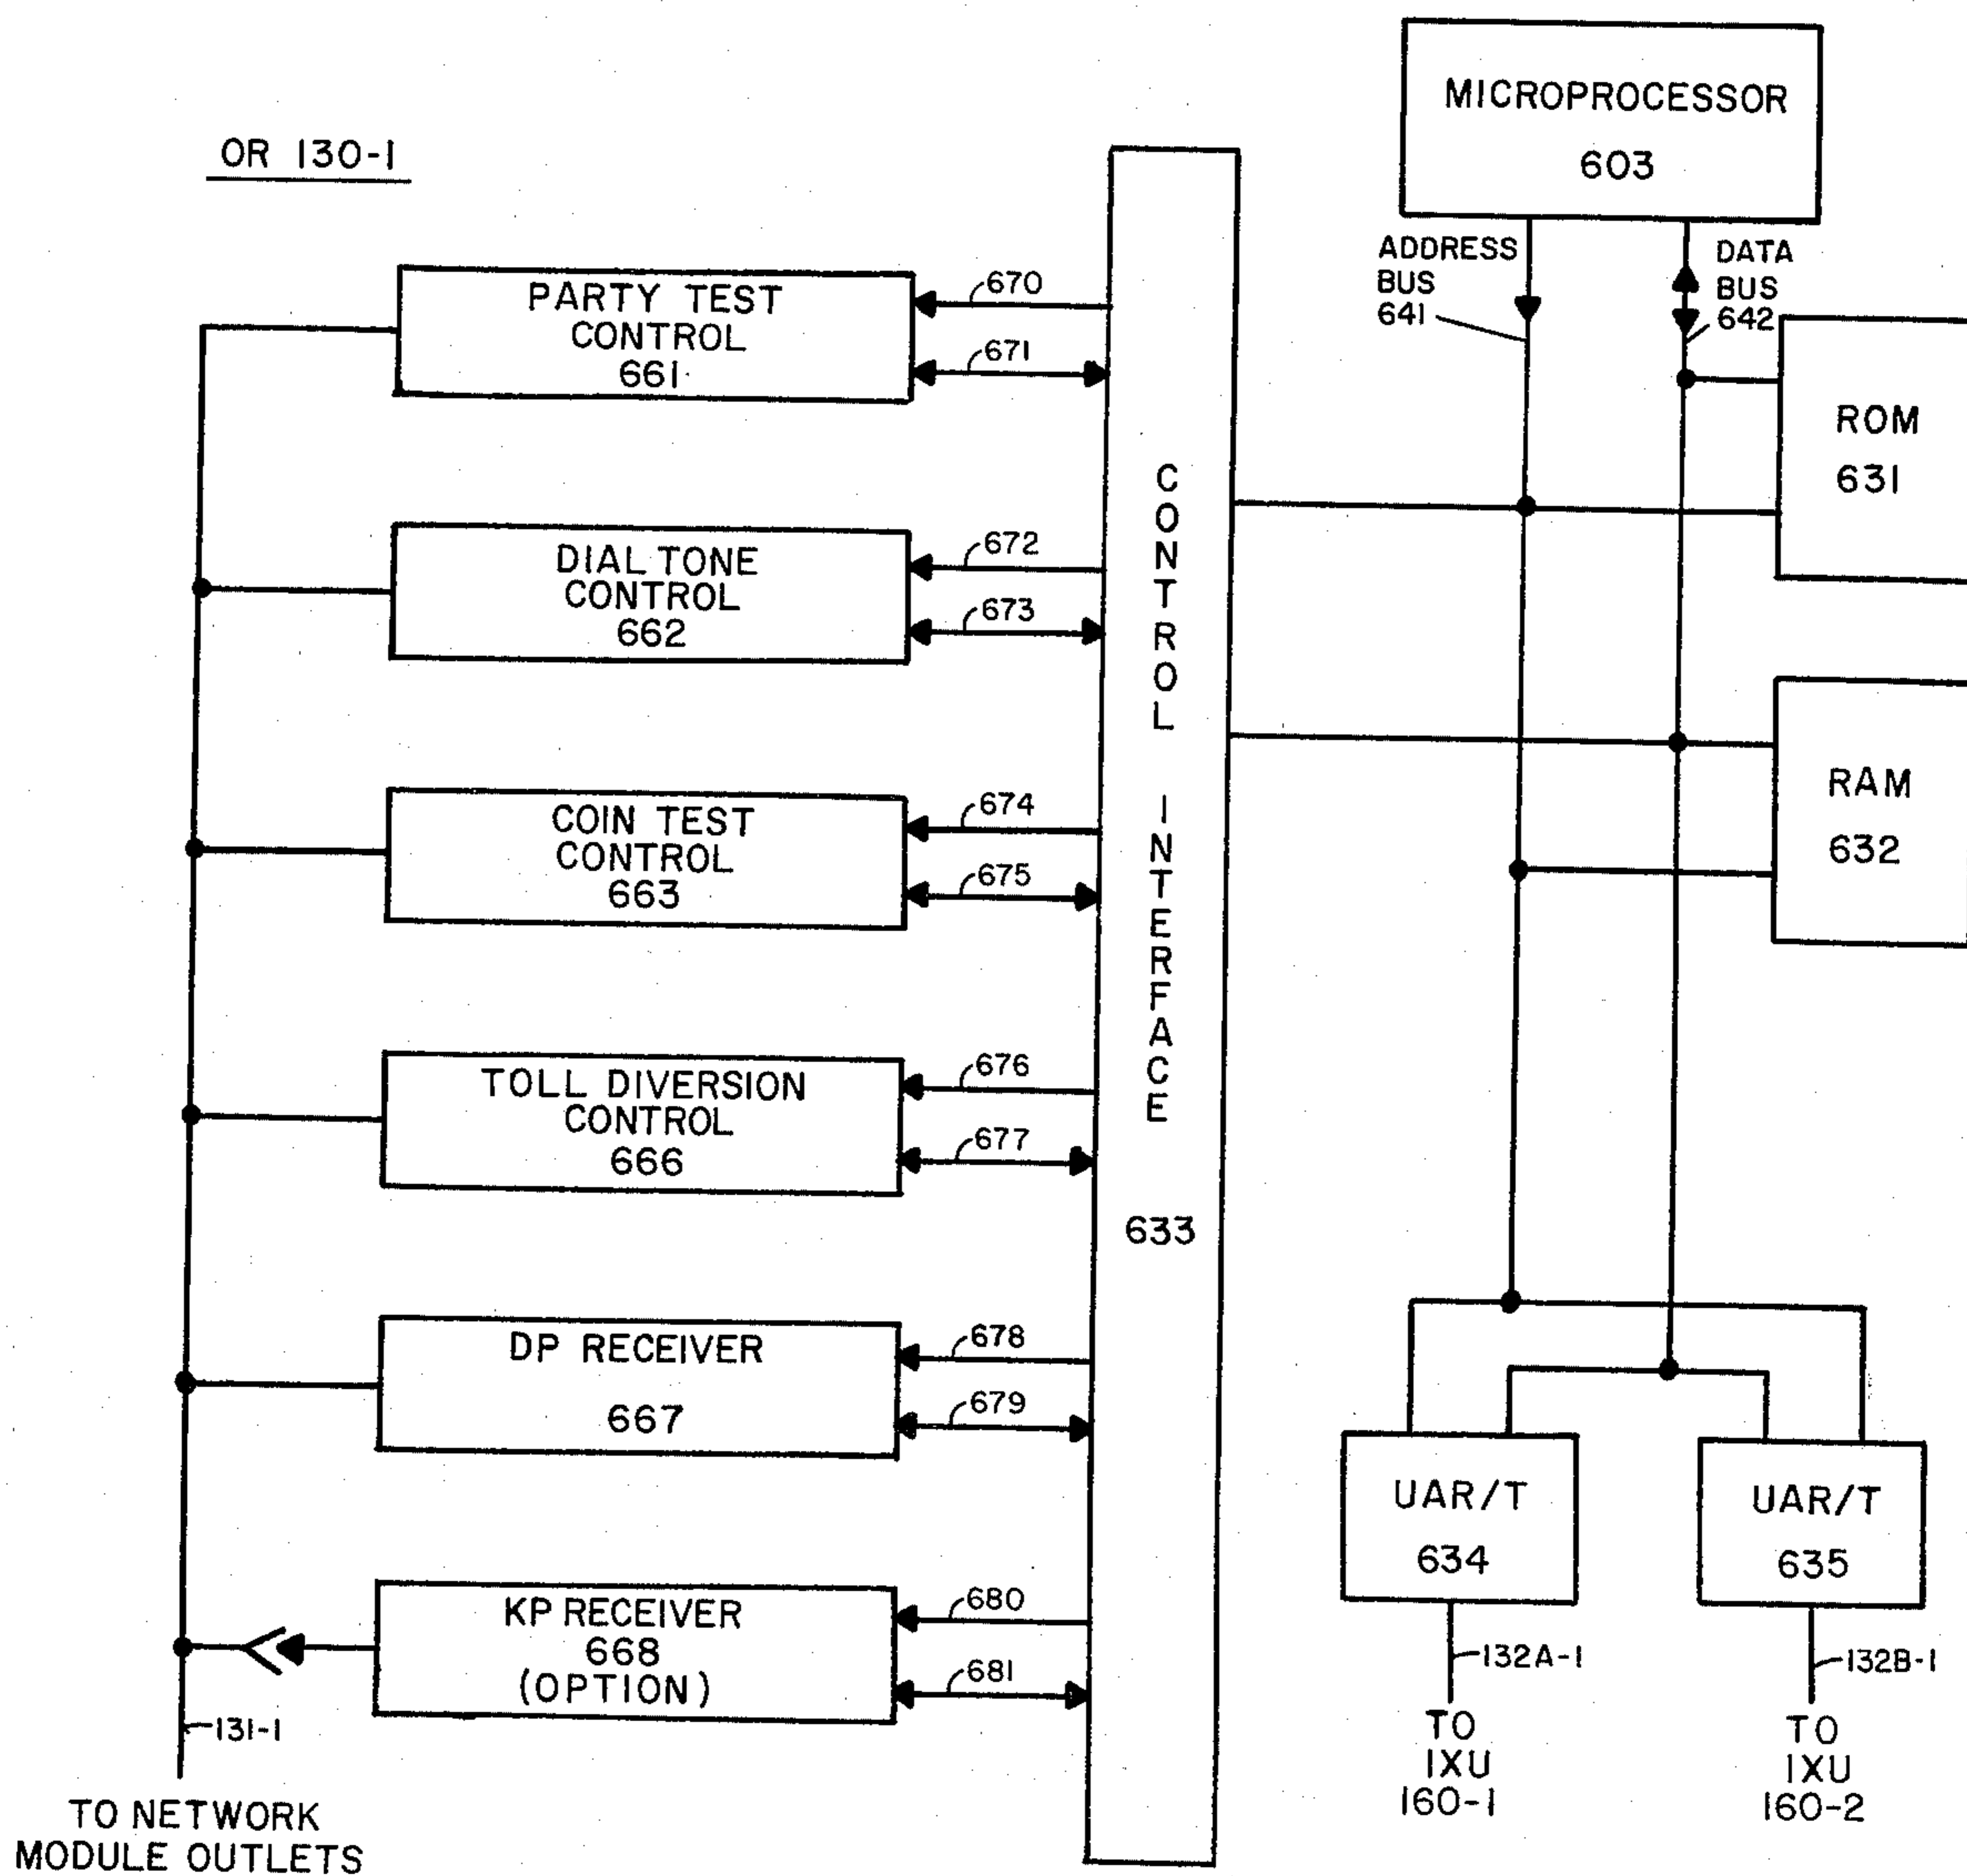 OR 130-1
MICROPROCESSOR
603
ADDRESS
BUS
641
DATA
BUS
642
PARTY TEST
CONTROL
661
670
671
DIAL TONE
CONTROL
662
672
673
COIN TEST
CONTROL
663
674
675
TOLL DIVERSION
CONTROL
666
676
677
DP RECEIVER
667
678
679
KP RECEIVER
668
(OPTION)
680
681
CONTROL INTERFACE
633
ROM
631
RAM
632
UAR/T
634
UAR/T
635
132A-1
132B-1
TO
IXU
160-1
TO
IXU
160-2
131-1
TO NETWORK
MODULE OUTLETS